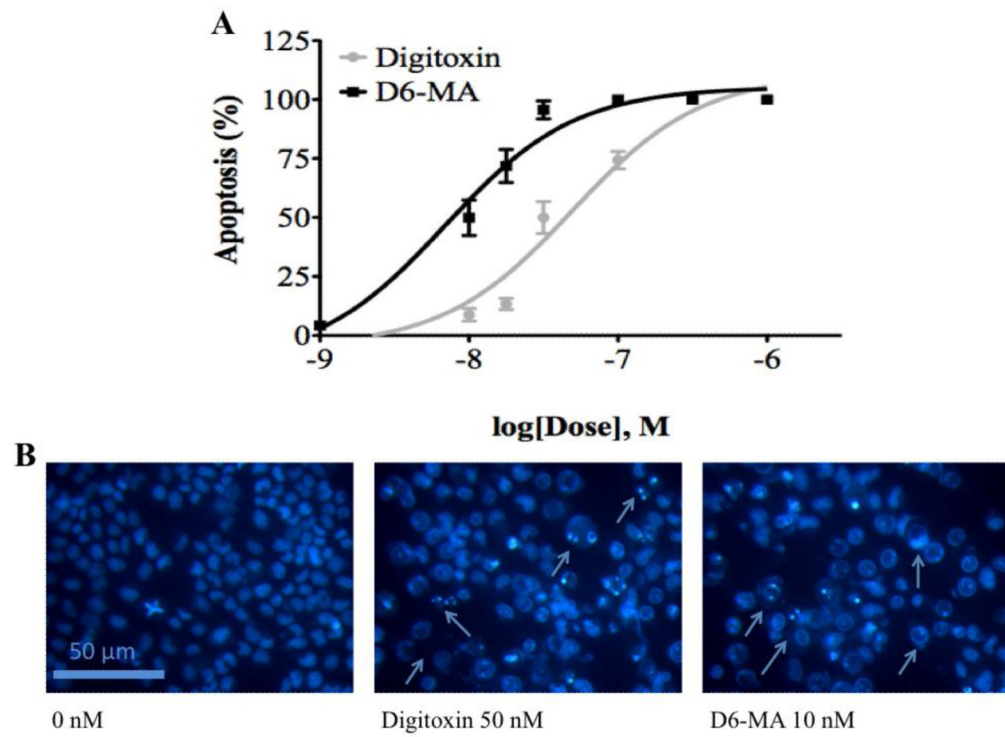 A
125
Digitoxin
D6-MA
100
75
50
25
0
Apoptosis (%)
-9 -8 -7 -6
log[Dose], M
B
50 μm
0 nM Digitoxin 50 nM D6-MA 10 nM